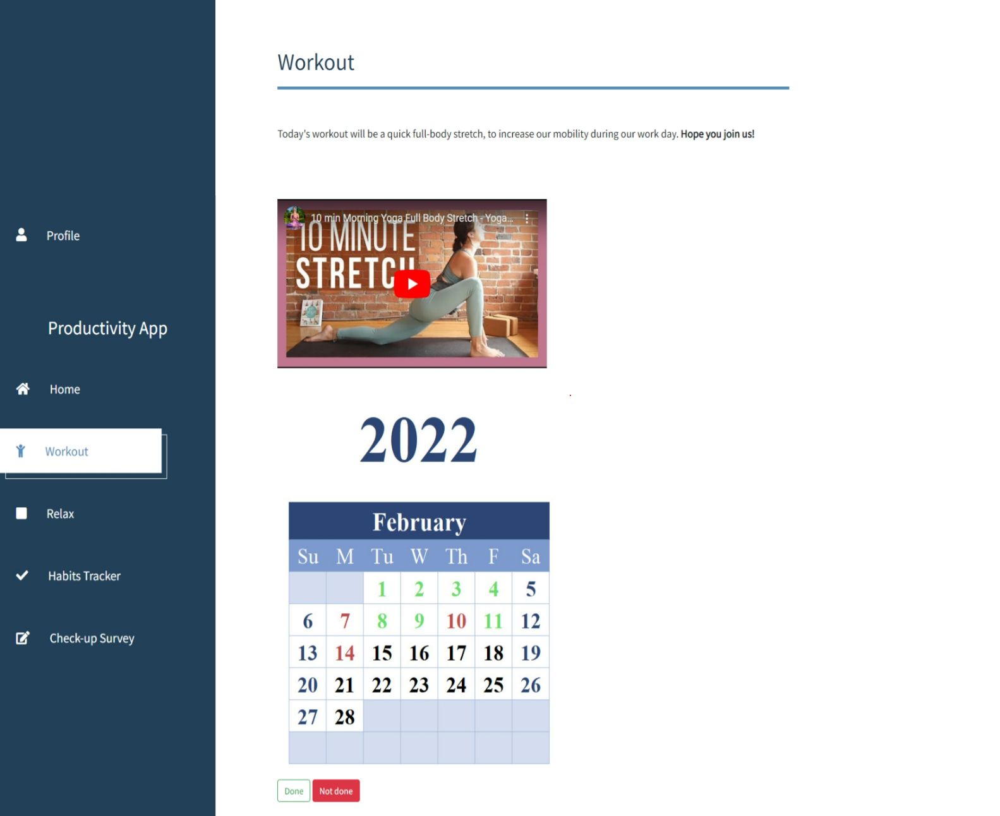 Profile
Productivity App
Home
Workout
Relax
Habits Tracker
Check-up Survey
Workout
Today's workout will be a quick full-body stretch, to increase our mobility during our work day. Hope you join us!
10 min Morning Yoga Full Body Stretch - Yoga...
10 MINUTE
STRETCH
2022
February
Su M Tu W Th F Sa
1 2 3 4 5
6 7 8 9 10 11 12
13 14 15 16 17 18 19
20 21 22 23 24 25 26
27 28
Done Not done